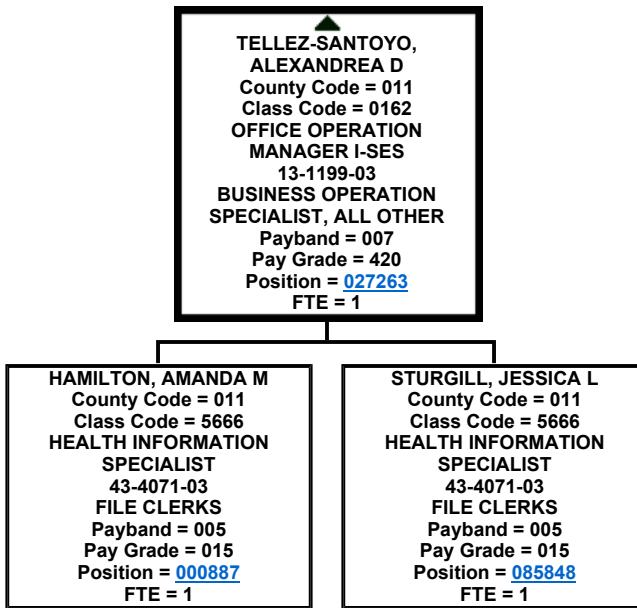 TELLEZ-SANTOYO,
ALEXANDREA D
County Code = 011
Class Code = 0162
OFFICE OPERATION
MANAGER I-SES
13-1199-03
BUSINESS OPERATION
SPECIALIST, ALL OTHER
Payband = 007
Pay Grade = 420
Position = 027263
FTE = 1
HAMILTON, AMANDA M
County Code = 011
Class Code = 5666
HEALTH INFORMATION
SPECIALIST
43-4071-03
FILE CLERKS
Payband = 005
Pay Grade = 015
Position = 000887
FTE = 1
STURGILL, JESSICA L
County Code = 011
Class Code = 5666
HEALTH INFORMATION
SPECIALIST
43-4071-03
FILE CLERKS
Payband = 005
Pay Grade = 015
Position = 085848
FTE = 1